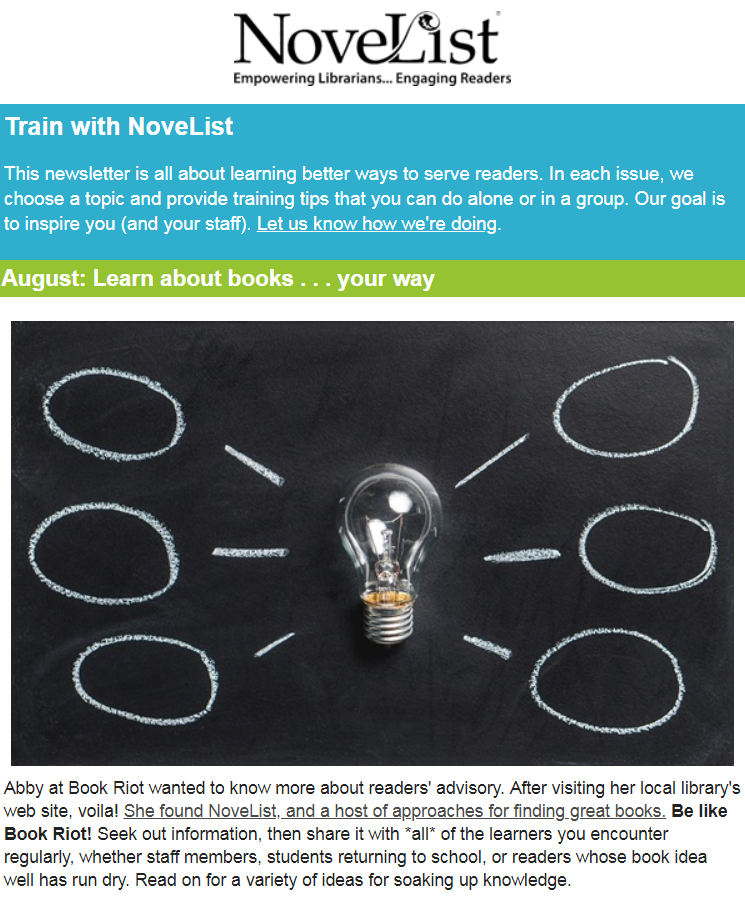 NoveList
Empowering Librarians... Engaging Readers
Train with NoveList
This newsletter is all about learning better ways to serve readers. In each issue, we
choose a topic and provide training tips that you can do alone or in a group. Our goal is
to inspire you (and your staff). Let us know how we're doing.
August: Learn about books . . . your way
Abby at Book Riot wanted to know more about readers' advisory. After visiting her local library's
web site, voila! She found NoveList, and a host of approaches for finding great books. Be like
Book Riot! Seek out information, then share it with *all* of the learners you encounter
regularly, whether staff members, students returning to school, or readers whose book idea
well has run dry. Read on for a variety of ideas for soaking up knowledge.